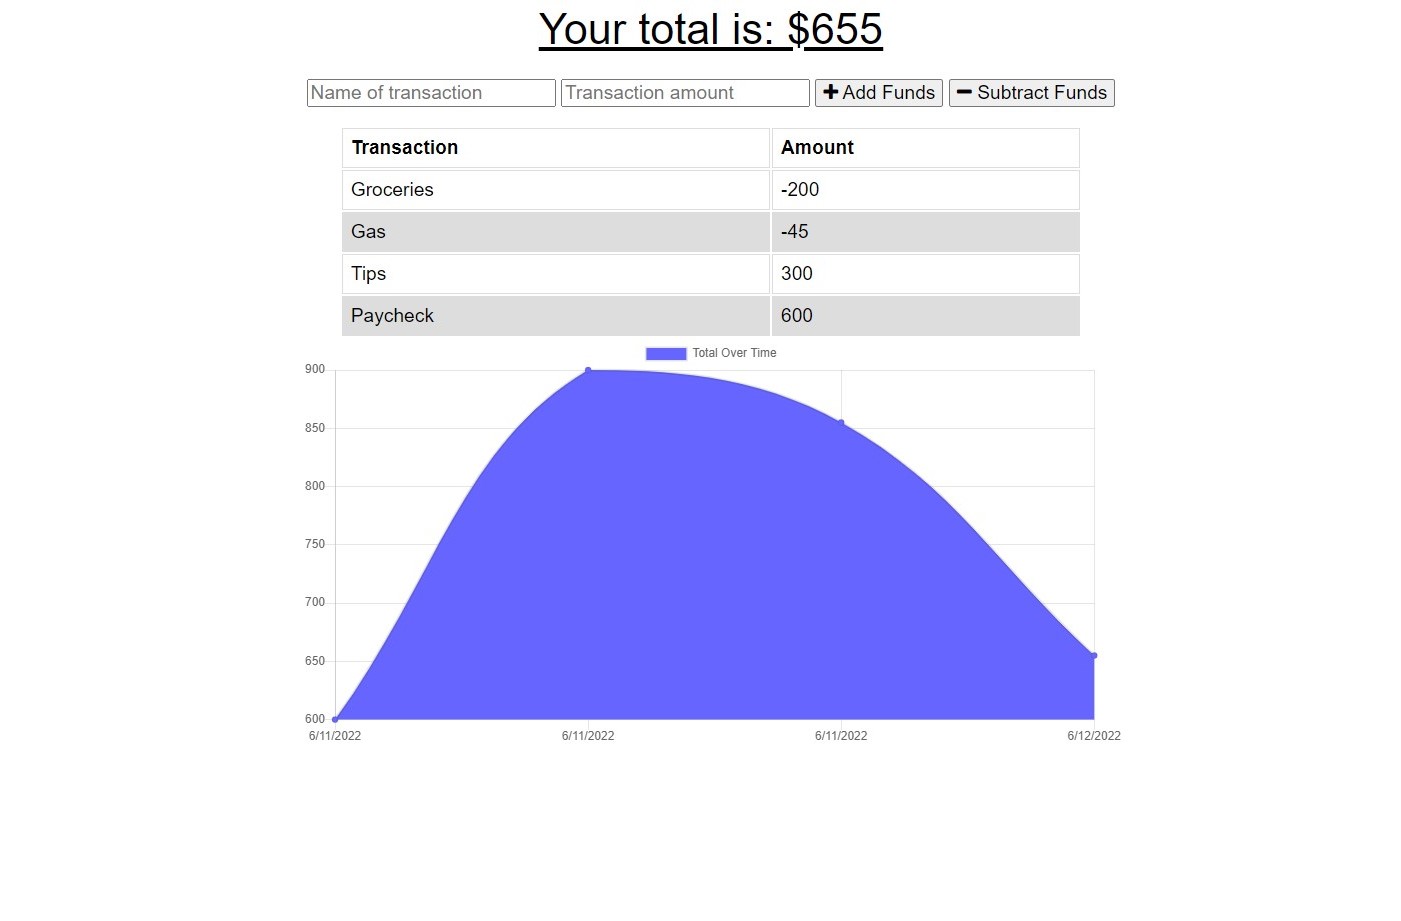 Your total is: $655
Name of transaction Transaction amount Add Funds Subtract Funds
Transaction Amount
Groceries -200
Gas -45
Tips 300
Paycheck 600
Total Over Time
900
850
800
750
700
650
600
6/11/2022 6/11/2022 6/11/2022 6/12/2022